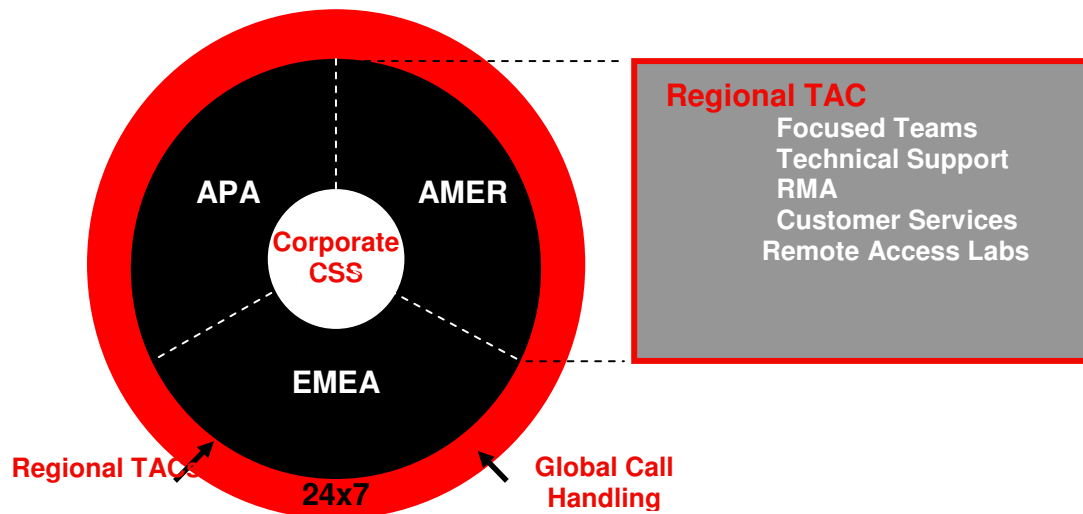 APA
AMER
Corporate
CSS
EMEA
Regional TACs
24x7
Global Call
Handling
Regional TAC
Focused Teams
Technical Support
RMA
Customer Services
Remote Access Labs